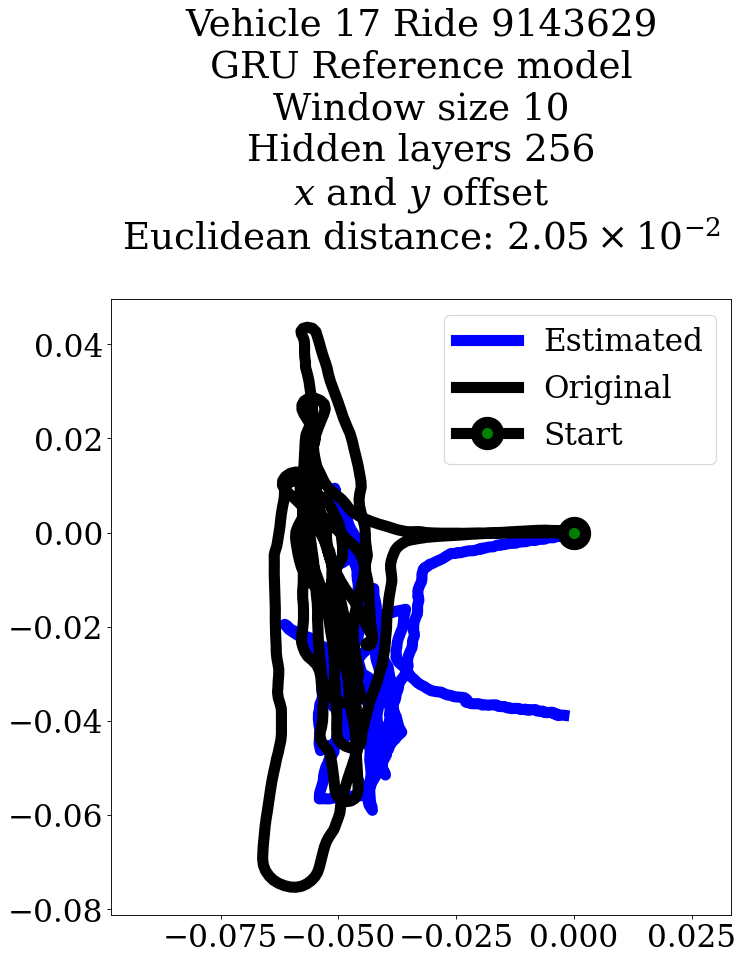 Vehicle 17 Ride 9143629
GRU Reference model
Window size 10
Hidden layers 256
x and y offset
Euclidean distance: 2.05 × 10⁻²
Estimated
Original
Start
0.04
0.02
0.00
−0.02
−0.04
−0.06
−0.08
−0.075 −0.050 −0.025 0.000 0.025